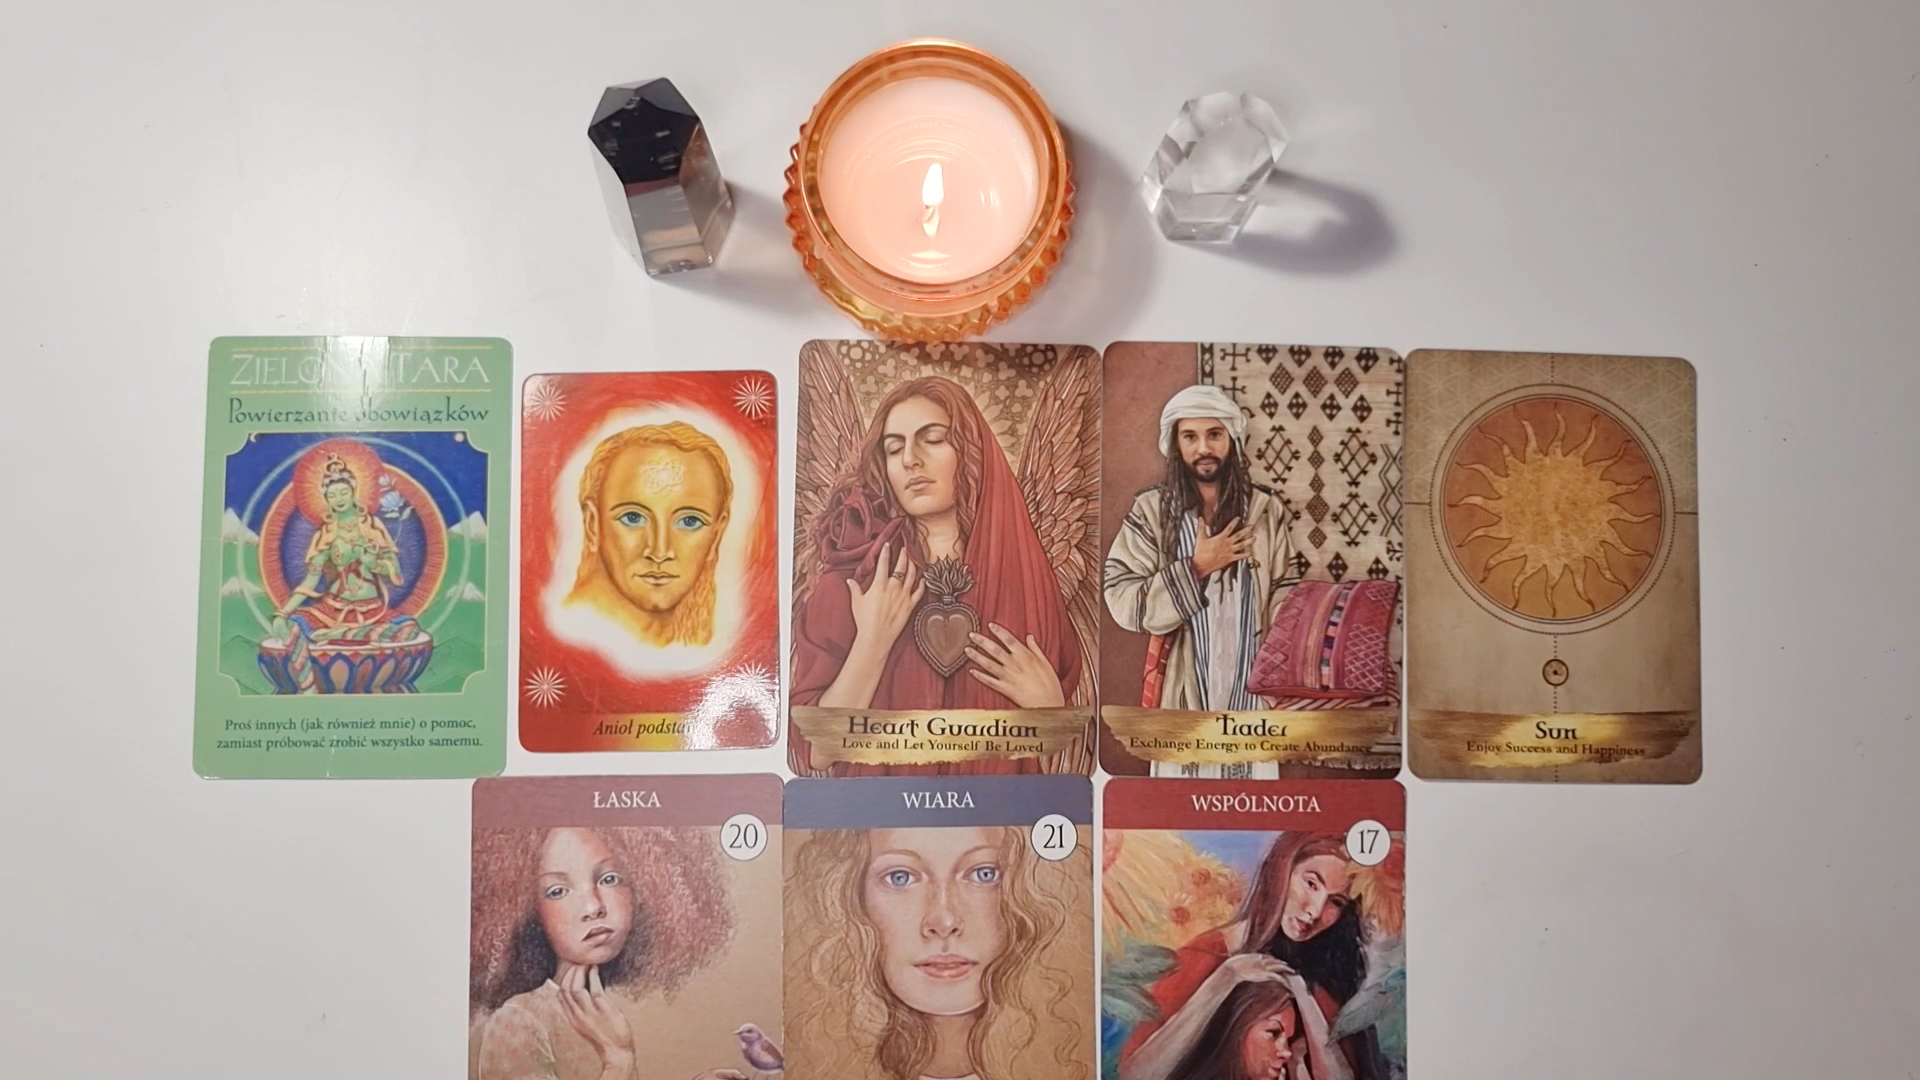 ZIELONA TARA
Powierzanie obowiązków
Proś innych (jak również mnie) o pomoc,
zamiast próbować zrobić wszystko samemu.
Anioł
Heart Guardian
Love and Let Yourself Be Loved
Trader
Exchange Energy to Create Abundance
Sun
Enjoy Success and Happiness
ŁASKA
20
WIARA
21
WSPÓLNOTA
17